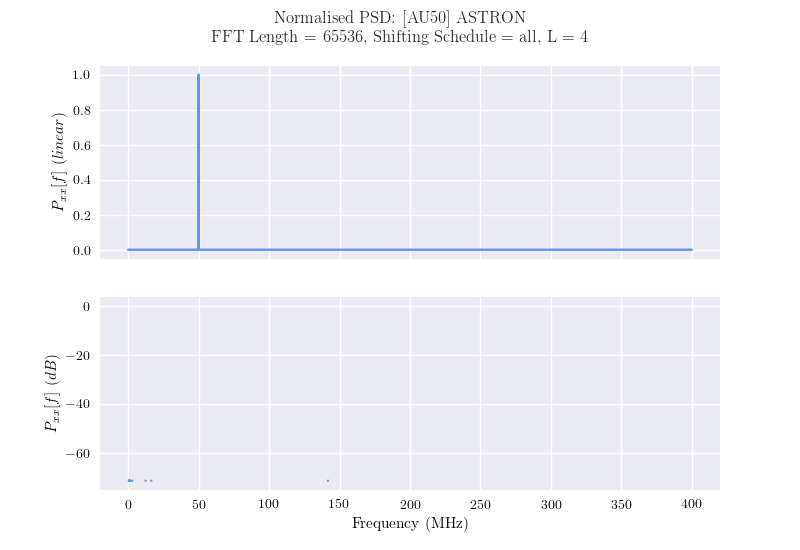 Normalised PSD: [AU50] ASTRON
FFT Length = 65536, Shifting Schedule = all, L = 4
P_xx[f] (linear)
1.0
0.8
0.6
0.4
0.2
0.0
P_xx[f] (dB)
0
−20
−40
−60
0 50 100 150 200 250 300 350 400
Frequency (MHz)